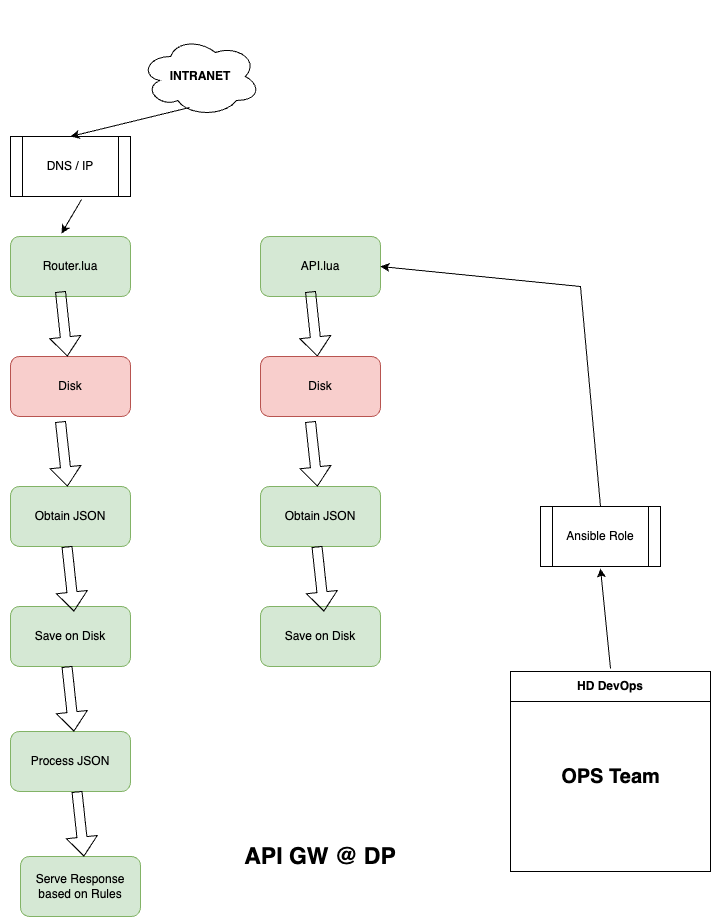 INTRANET
DNS / IP
Router.lua
API.lua
Disk
Disk
Obtain JSON
Obtain JSON
Ansible Role
Save on Disk
Save on Disk
HD DevOps
Process JSON
OPS Team
API GW @ DP
Serve Response
based on Rules